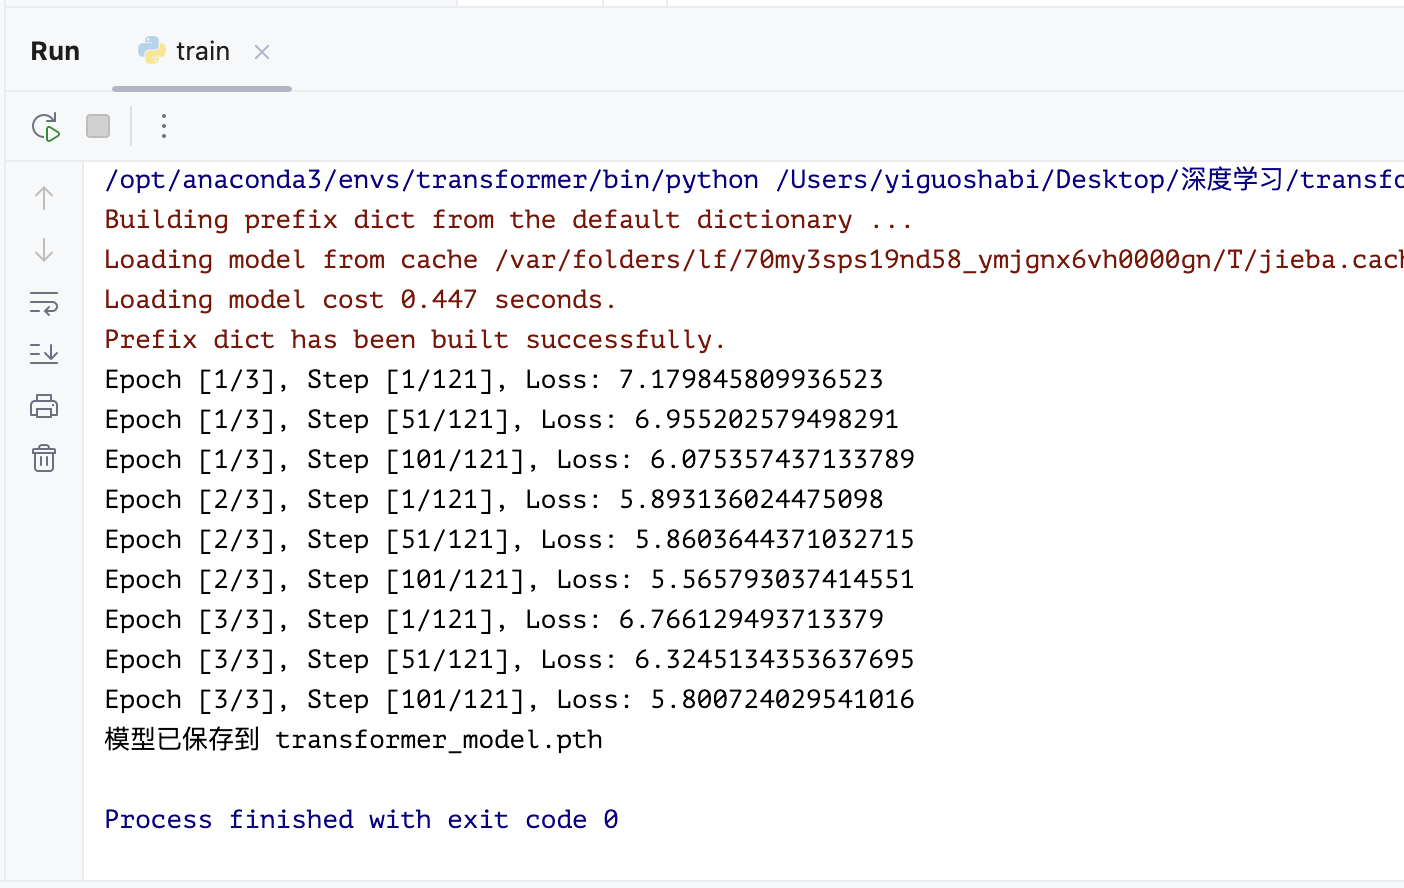 Run train
/opt/anaconda3/envs/transformer/bin/python /Users/yiguoshabi/Desktop/深度学习/transfo
Building prefix dict from the default dictionary ...
Loading model from cache /var/folders/lf/70my3sps19nd58_ymjgnx6vh0000gn/T/jieba.cach
Loading model cost 0.447 seconds.
Prefix dict has been built successfully.
Epoch [1/3], Step [1/121], Loss: 7.179845809936523
Epoch [1/3], Step [51/121], Loss: 6.955202579498291
Epoch [1/3], Step [101/121], Loss: 6.075357437133789
Epoch [2/3], Step [1/121], Loss: 5.893136024475098
Epoch [2/3], Step [51/121], Loss: 5.8603644371032715
Epoch [2/3], Step [101/121], Loss: 5.565793037414551
Epoch [3/3], Step [1/121], Loss: 6.766129493713379
Epoch [3/3], Step [51/121], Loss: 6.3245134353637695
Epoch [3/3], Step [101/121], Loss: 5.800724029541016
模型已保存到 transformer_model.pth
Process finished with exit code 0